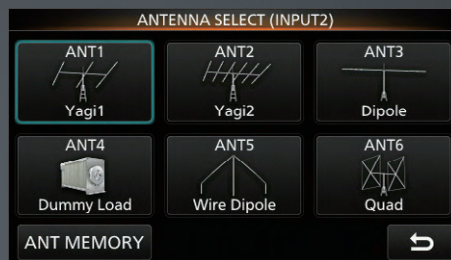 ANTENNA SELECT (INPUT2)
ANT1
Yagi1
ANT2
Yagi2
ANT3
Dipole
ANT4
Dummy Load
ANT5
Wire Dipole
ANT6
Quad
ANT MEMORY